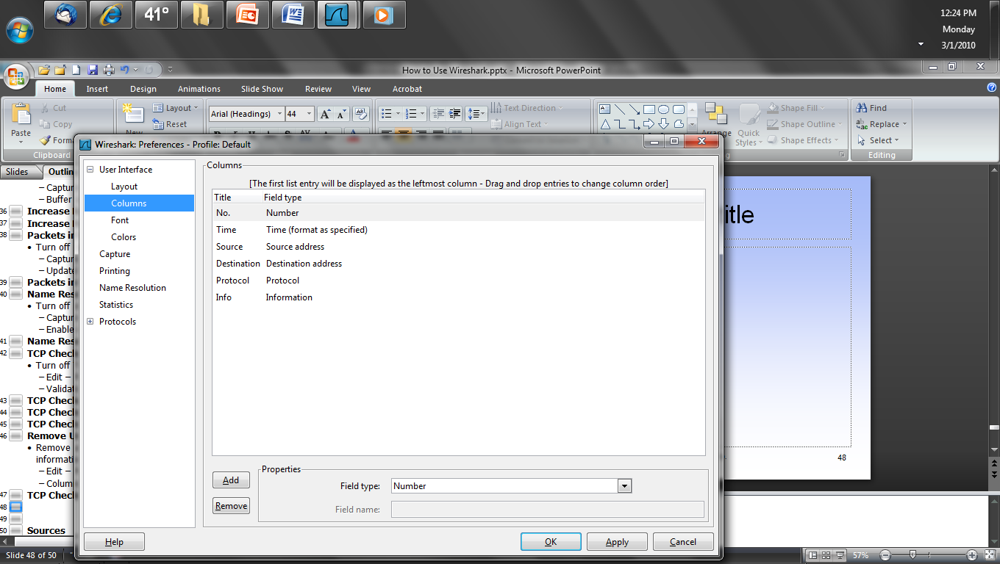 41°
12:24 PM
Monday
3/1/2010
How to Use Wireshark.pptx - Microsoft PowerPoint
Home Insert Design Animations Slide Show Review View Acrobat
Paste
Cut
Copy
Form
Clipboard
New
Layout
Reset
Arial (Headings) 44
Text Direction
Align Text
Arrange
Quick
Styles
Shape Fill
Shape Outline
Shape Effects
Find
Replace
Select
Editing
Slides Outlin
– Captur
– Buffer
36 Increase
37 Increase
38 Packets in
• Turn off
– Captur
– Update
39 Packets in
40 Name Res
• Turn off
– Captur
– Enable
41 Name Res
42 TCP Chec
• Turn off
– Edit –
– Validat
43 TCP Chec
44 TCP Chec
45 TCP Chec
46 Remove U
• Remove
informati
– Edit –
– Colum
47 TCP Chec
48
49
50 Sources
Wireshark: Preferences - Profile: Default
User Interface
Layout
Columns
Font
Colors
Capture
Printing
Name Resolution
Statistics
Protocols
Columns
[The first list entry will be displayed as the leftmost column - Drag and drop entries to change column order]
Title Field type
No. Number
Time Time (format as specified)
Source Source address
Destination Destination address
Protocol Protocol
Info Information
Add
Remove
Properties
Field type: Number
Field name:
Help OK Apply Cancel
itle
48
Slide 48 of 50
57%